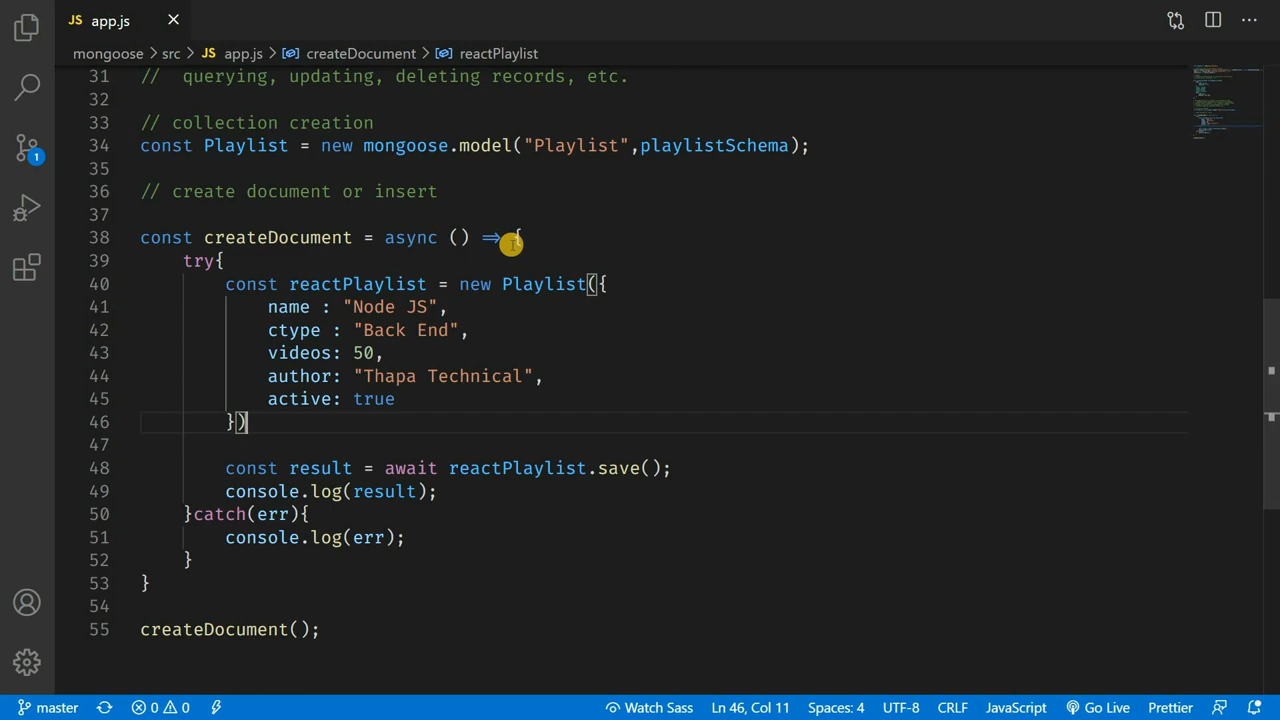 JS app.js
mongoose > src > JS app.js > createDocument > reactPlaylist
31 // querying, updating, deleting records, etc.
32
33 // collection creation
34 const Playlist = new mongoose.model("Playlist",playlistSchema);
35
36 // create document or insert
37
38 const createDocument = async () => {
39 try{
40 const reactPlaylist = new Playlist({
41 name : "Node JS",
42 ctype : "Back End",
43 videos: 50,
44 author: "Thapa Technical",
45 active: true
46 })
47
48 const result = await reactPlaylist.save();
49 console.log(result);
50 }catch(err){
51 console.log(err);
52 }
53 }
54
55 createDocument();
1
master 0 0 Watch Sass Ln 46, Col 11 Spaces: 4 UTF-8 CRLF JavaScript Go Live Prettier